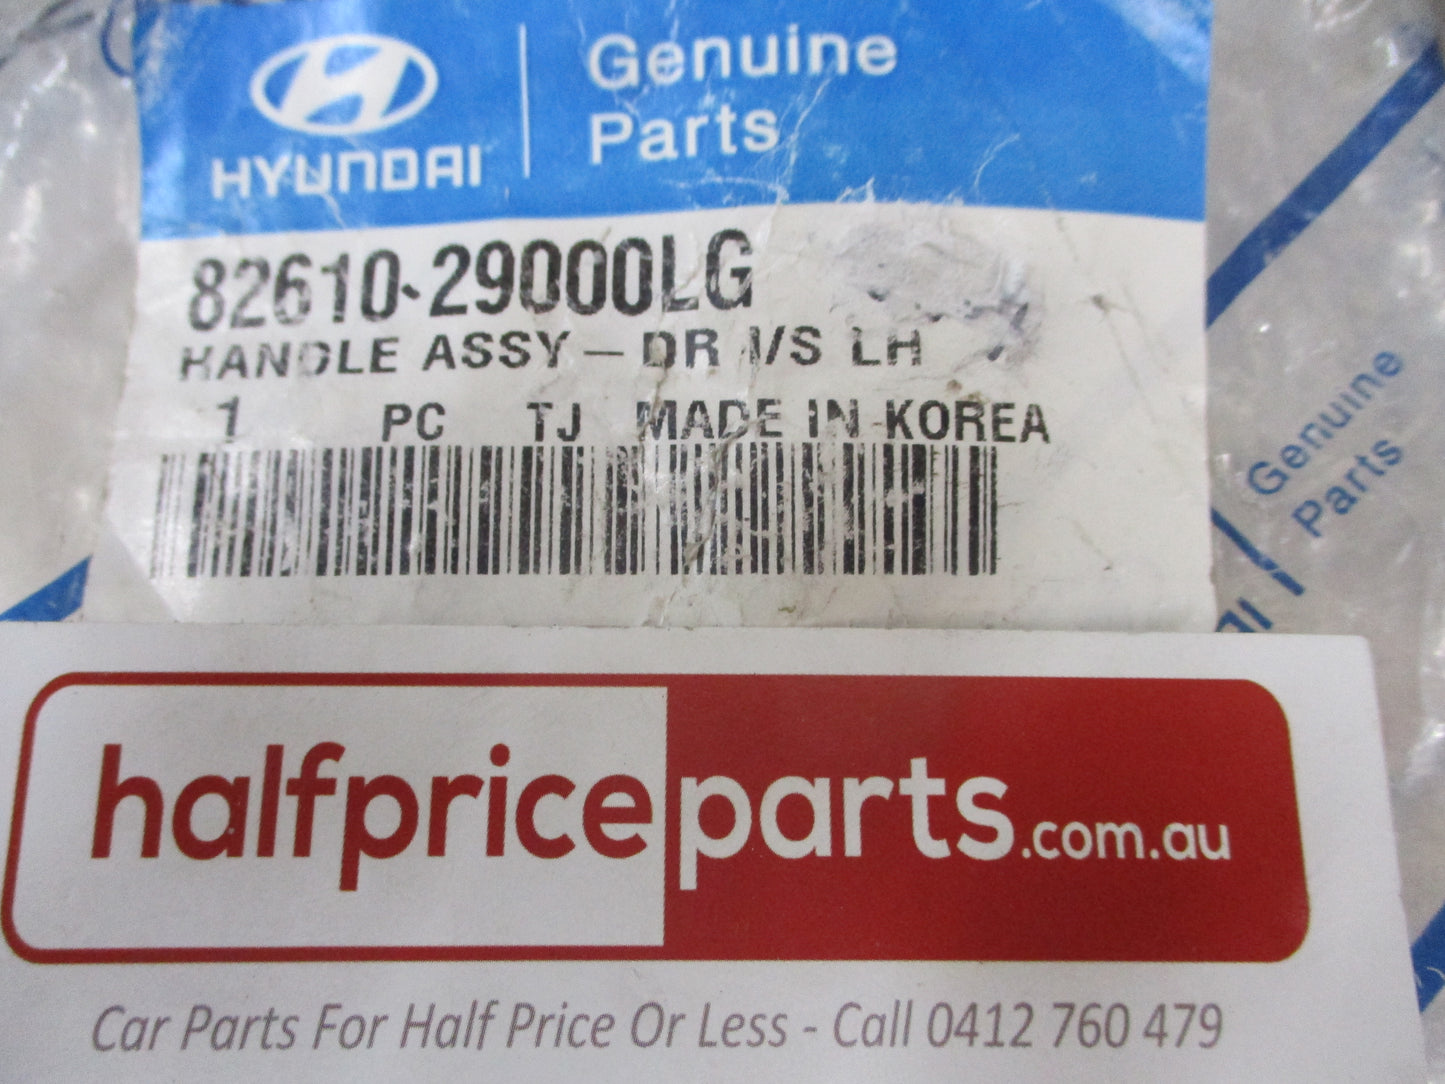 HYUNDAI
Genuine
Parts
82610-29000LG
HANDLE ASSY – DR I/S LH
1 PC TJ MADE IN KOREA
Genuine
Parts
halfpriceparts.com.au
Car Parts For Half Price Or Less - Call 0412 760 479